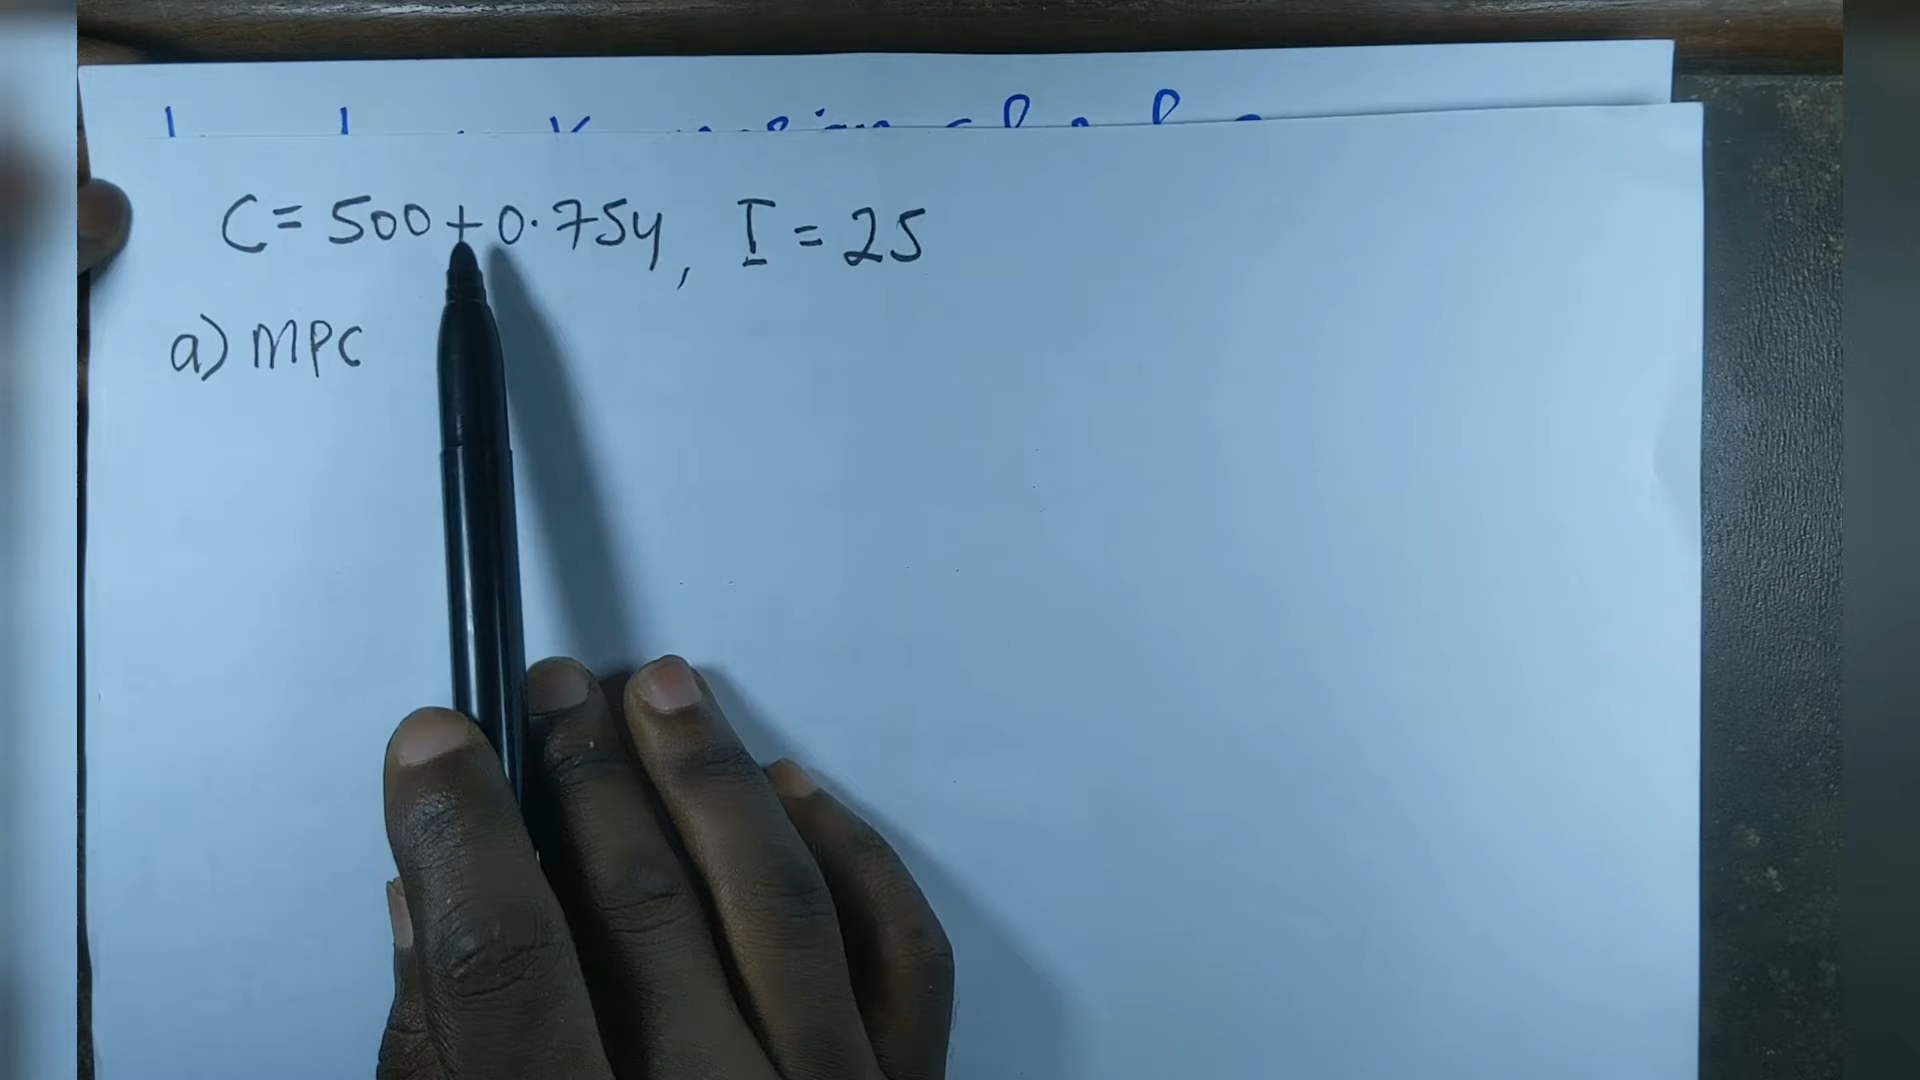 C = 500 + 0.75y, I = 25
a) MPC